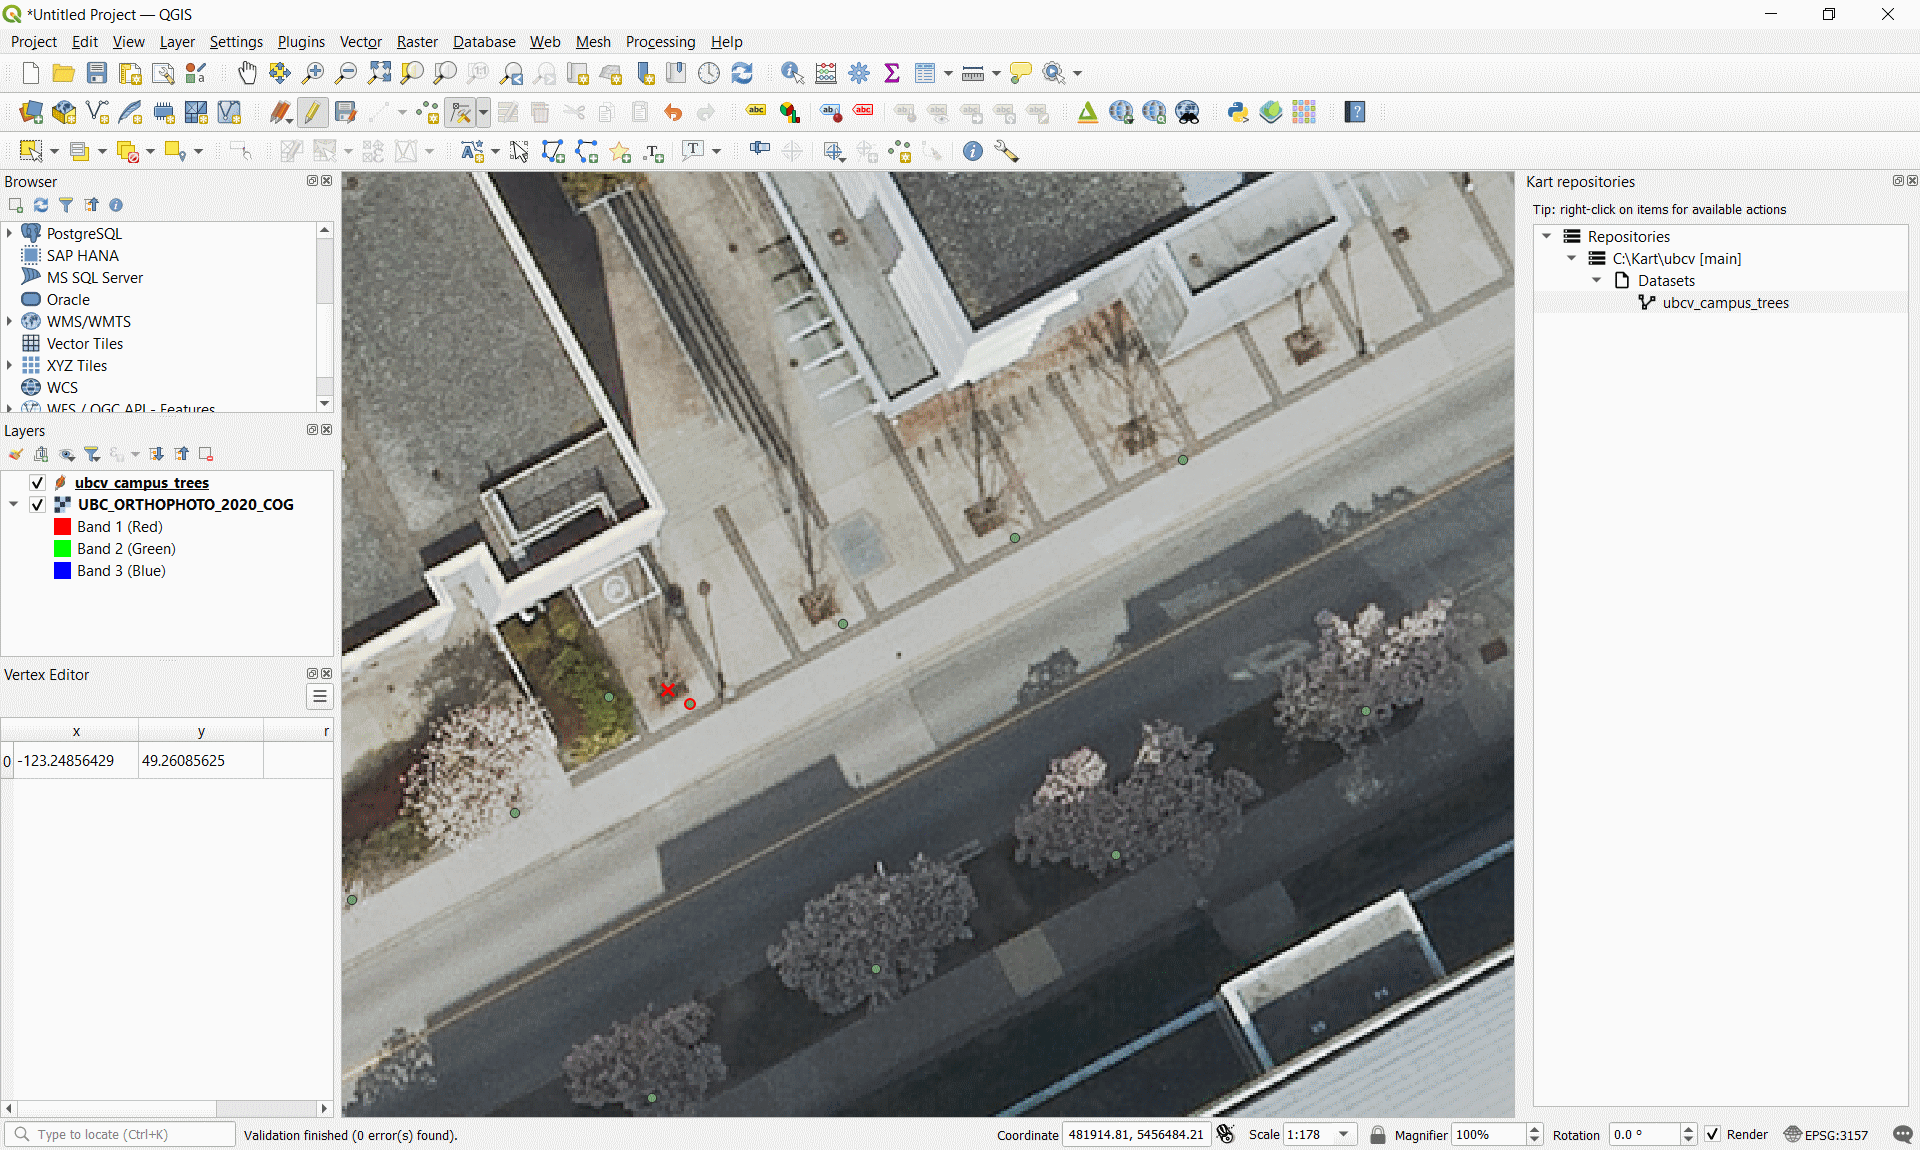 *Untitled Project — QGIS
Project Edit View Layer Settings Plugins Vector Raster Database Web Mesh Processing Help
Browser
PostgreSQL
SAP HANA
MS SQL Server
Oracle
WMS/WMTS
Vector Tiles
XYZ Tiles
WCS
WFS / OGC API - Features
Layers
ubcv_campus_trees
UBC_ORTHOPHOTO_2020_COG
Band 1 (Red)
Band 2 (Green)
Band 3 (Blue)
Vertex Editor
x y r
0 -123.24856429 49.26085625
Kart repositories
Tip: right-click on items for available actions
Repositories
C:\Kart\ubcv [main]
Datasets
ubcv_campus_trees
Type to locate (Ctrl+K) Validation finished (0 error(s) found). Coordinate 481914.81, 5456484.21 Scale 1:178 Magnifier 100% Rotation 0.0 ° Render EPSG:3157